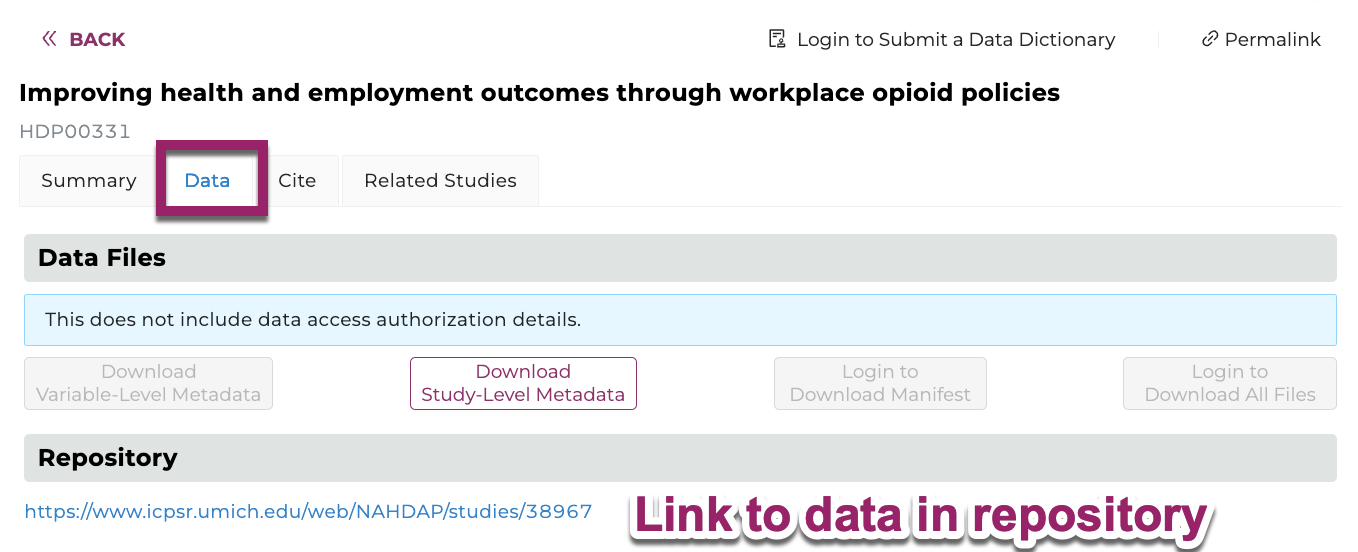 BACK
Login to Submit a Data Dictionary
Permalink
Improving health and employment outcomes through workplace opioid policies
HDP00331
Summary Data Cite Related Studies
Data Files
This does not include data access authorization details.
Download
Variable-Level Metadata
Download
Study-Level Metadata
Login to
Download Manifest
Login to
Download All Files
Repository
https://www.icpsr.umich.edu/web/NAHDAP/studies/38967
Link to data in repository